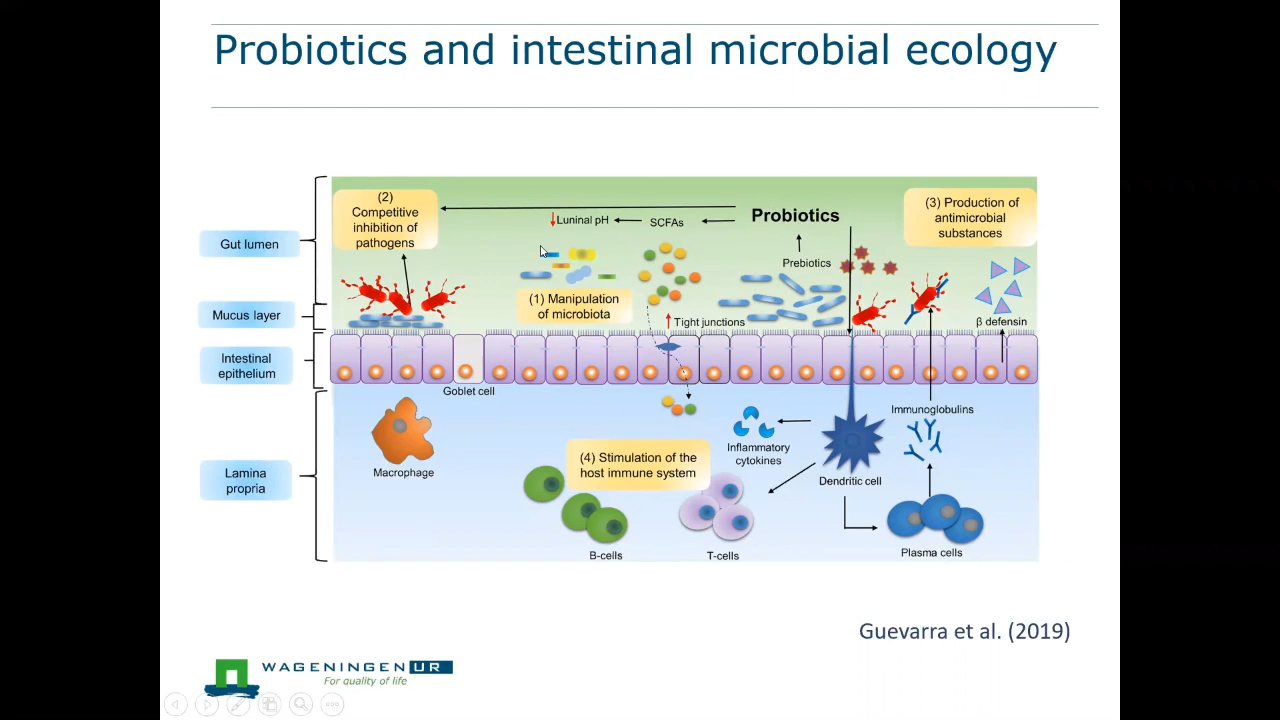 Probiotics and intestinal microbial ecology
(2)
Competitive
inhibition of
pathogens
Luninal pH
SCFAs
Probiotics
(3) Production of
antimicrobial
substances
Gut lumen
Prebiotics
(1) Manipulation
of microbiota
Mucus layer
Tight junctions
β defensin
Intestinal
epithelium
Goblet cell
Immunoglobulins
Macrophage
(4) Stimulation of the
host immune system
Inflammatory
cytokines
Lamina
propria
Dendritic cell
B-cells
T-cells
Plasma cells
Guevarra et al. (2019)
WAGENINGEN UR
For quality of life